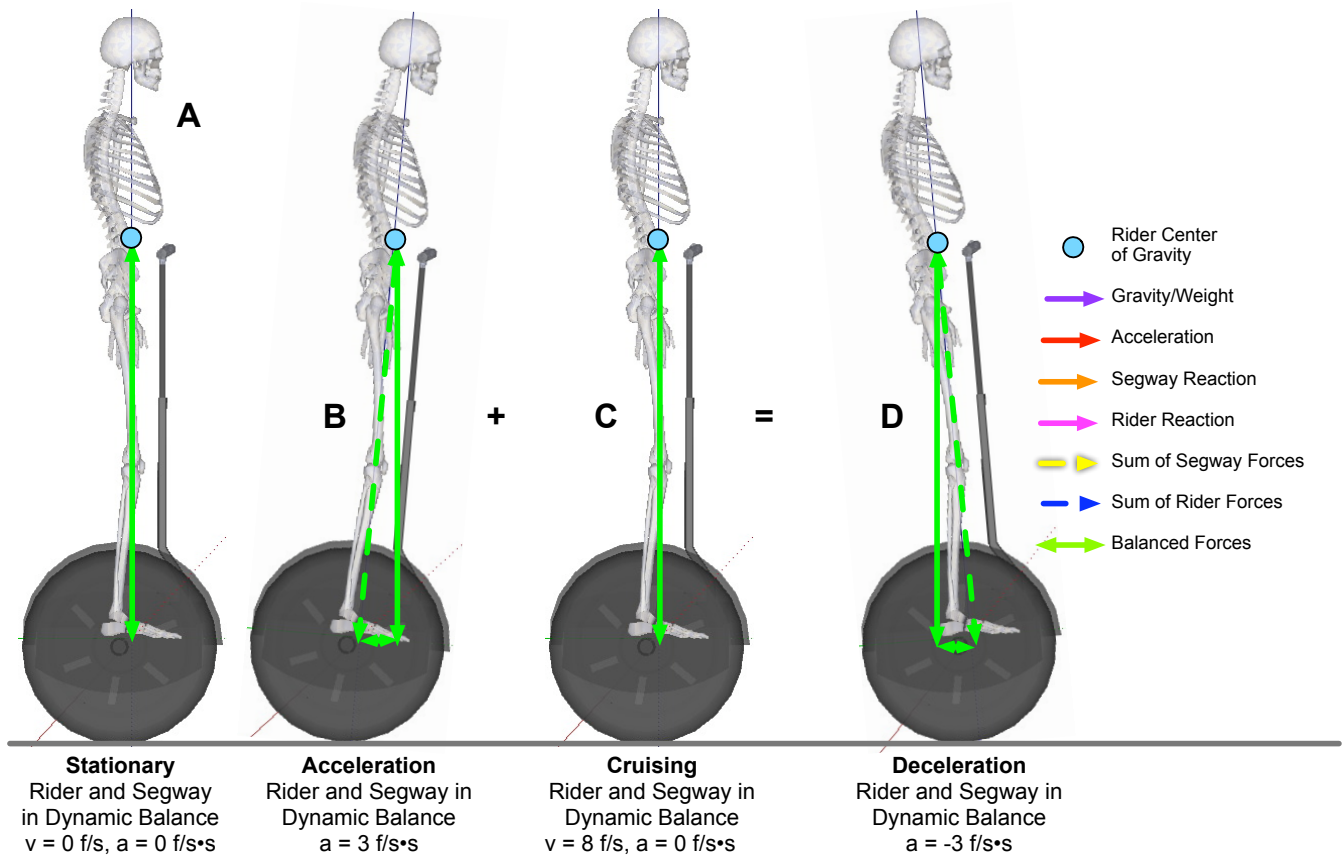 A
B
+
C
=
D
Rider Center
of Gravity
Gravity/Weight
Acceleration
Segway Reaction
Rider Reaction
Sum of Segway Forces
Sum of Rider Forces
Balanced Forces
Stationary
Rider and Segway
in Dynamic Balance
v = 0 f/s, a = 0 f/s•s
Acceleration
Rider and Segway in
Dynamic Balance
a = 3 f/s•s
Cruising
Rider and Segway in
Dynamic Balance
v = 8 f/s, a = 0 f/s•s
Deceleration
Rider and Segway in
Dynamic Balance
a = -3 f/s•s